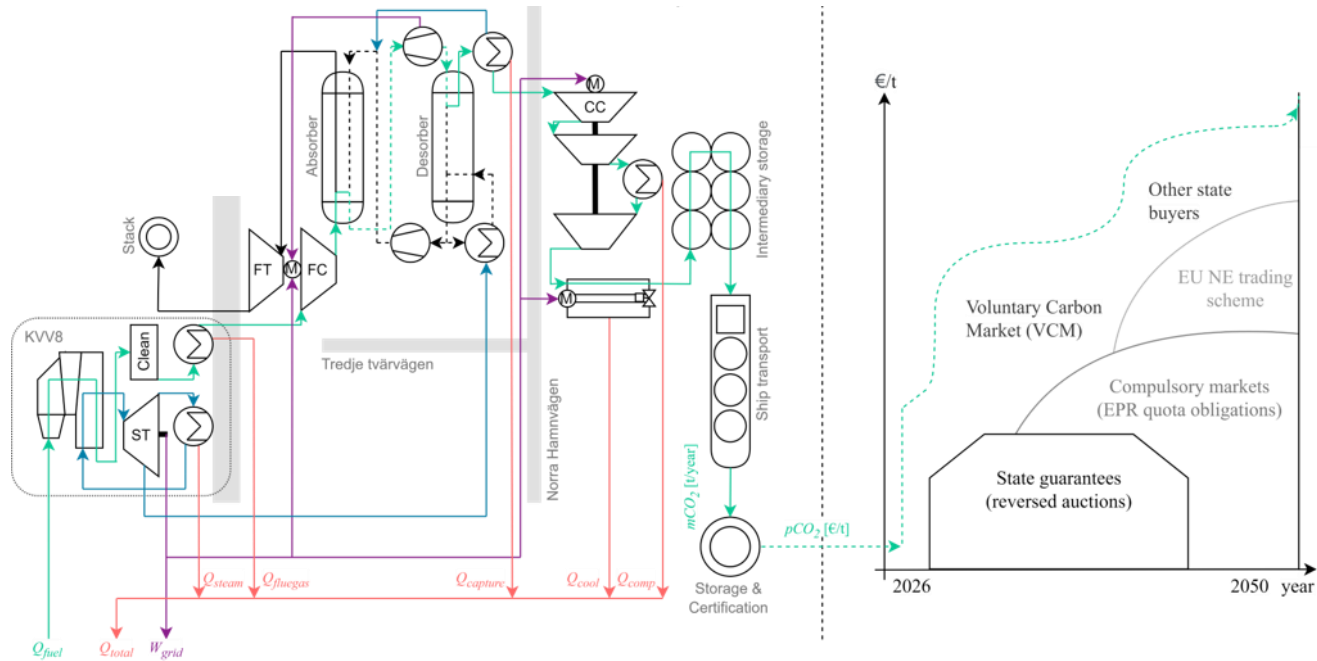 Stack
KVV8
Clean
ST
FT
M
FC
Absorber
Desorber
Tredje tvärvägen
Norra Hamnvägen
M
CC
M
Intermediary storage
Ship transport
mCO2 [t/year]
pCO2 [€/t]
Storage &
Certification
Qsteam
Qfluegas
Qcapture
Qcool
Qcomp
Qfuel
Qtotal
Wgrid
€/t
Other state
buyers
EU NE trading
scheme
Voluntary Carbon
Market (VCM)
Compulsory markets
(EPR quota obligations)
State guarantees
(reversed auctions)
2026
2050
year
Σ
Σ
Σ
Σ
Σ